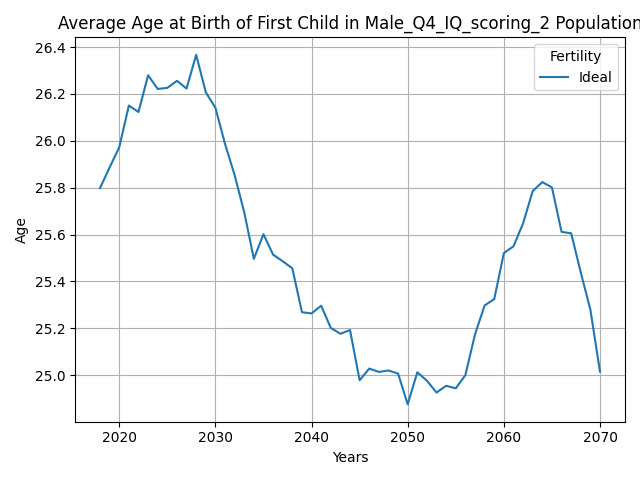 Average Age at Birth of First Child in Male_Q4_IQ_scoring_2 Population
26.4
26.2
26.0
25.8
25.6
25.4
25.2
25.0
Age
Fertility
Ideal
2020 2030 2040 2050 2060 2070
Years